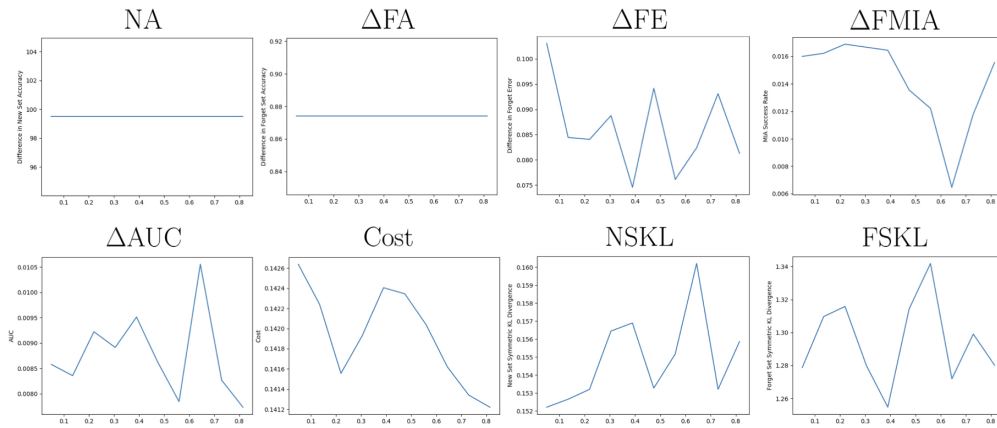 NA
ΔFA
ΔFE
ΔFMIA
Difference in New Set Accuracy
104
102
100
98
96
0.1 0.2 0.3 0.4 0.5 0.6 0.7 0.8
Difference in Forget Set Accuracy
0.92
0.90
0.88
0.86
0.84
0.1 0.2 0.3 0.4 0.5 0.6 0.7 0.8
Difference in Forget Error
0.100
0.095
0.090
0.085
0.080
0.075
0.1 0.2 0.3 0.4 0.5 0.6 0.7 0.8
MIA Success Rate
0.016
0.014
0.012
0.010
0.008
0.006
0.1 0.2 0.3 0.4 0.5 0.6 0.7 0.8
ΔAUC
Cost
NSKL
FSKL
AUC
0.0105
0.0100
0.0095
0.0090
0.0085
0.0080
0.1 0.2 0.3 0.4 0.5 0.6 0.7 0.8
Cost
0.1426
0.1424
0.1422
0.1420
0.1418
0.1416
0.1414
0.1412
0.1 0.2 0.3 0.4 0.5 0.6 0.7 0.8
New Set Symmetric KL Divergence
0.160
0.159
0.158
0.157
0.156
0.155
0.154
0.153
0.152
0.1 0.2 0.3 0.4 0.5 0.6 0.7 0.8
Forget Set Symmetric KL Divergence
1.34
1.32
1.30
1.28
1.26
0.1 0.2 0.3 0.4 0.5 0.6 0.7 0.8